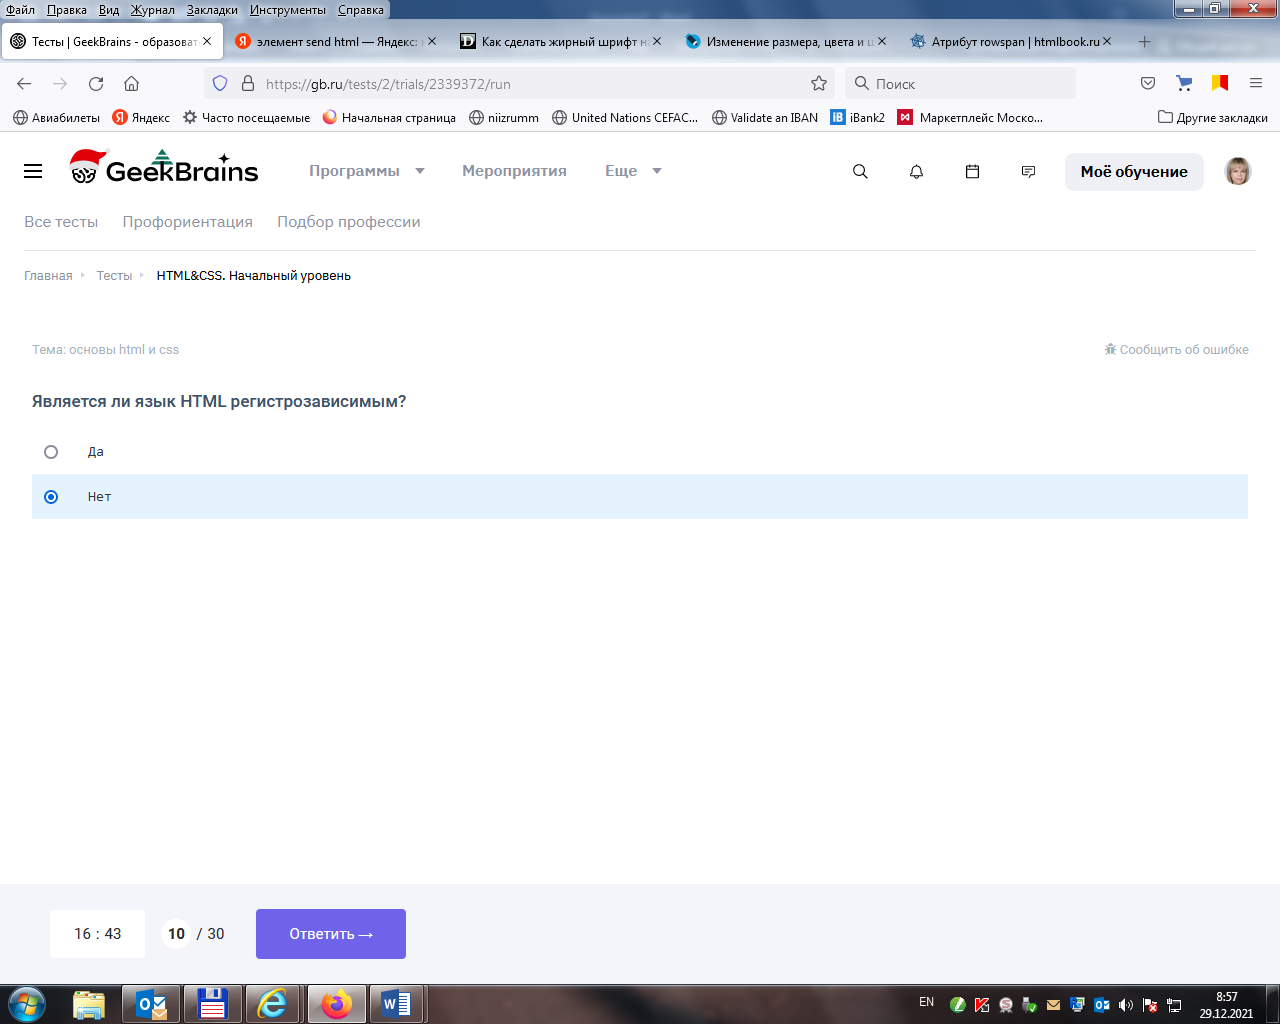 Файл Правка Вид Журнал Закладки Инструменты Справка
Тесты | GeekBrains - образоват
элемент send html — Яндекс:
Как сделать жирный шрифт
Изменение размера, цвета и
Атрибут rowspan | htmlbook.ru
https://gb.ru/tests/2/trials/2339372/run
Поиск
Авиабилеты Яндекс Часто посещаемые Начальная страница niizrumm United Nations CEFAC... Validate an IBAN iBank2 Маркетплейс Моско... Другие закладки
GeekBrains Программы Мероприятия Еще Моё обучение
Все тесты Профориентация Подбор профессии
Главная Тесты HTML&CSS. Начальный уровень
Тема: основы html и css Сообщить об ошибке
Является ли язык HTML регистрозависимым?
Да
Нет
16 : 43 10 / 30 Ответить →
EN 8:57
29.12.2021